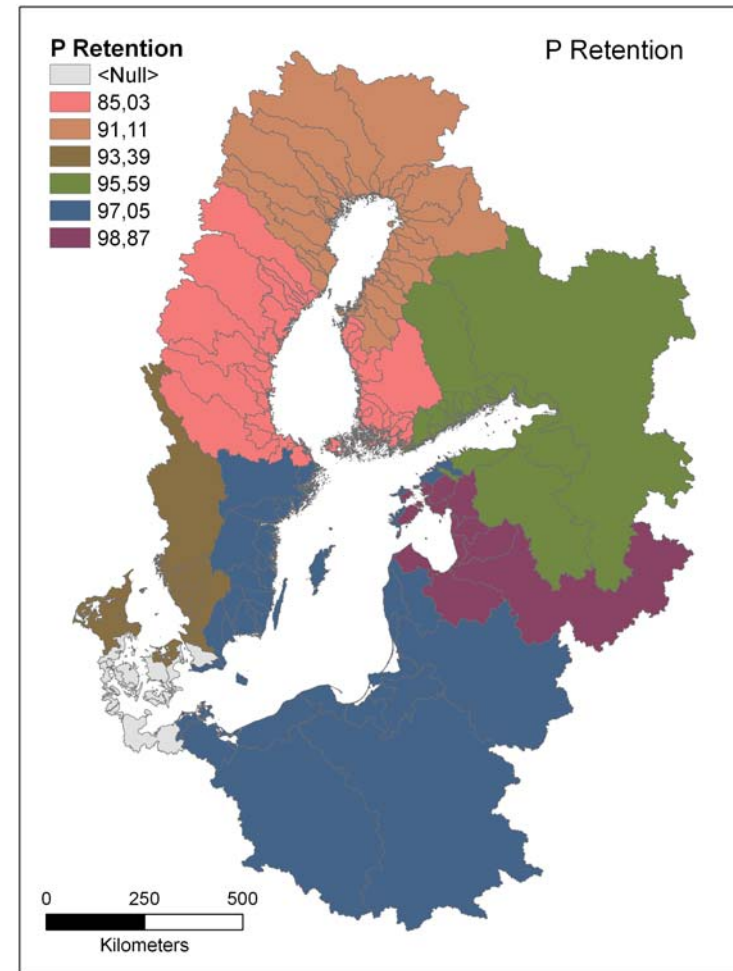 P Retention
P Retention
<Null>
85,03
91,11
93,39
95,59
97,05
98,87
0 250 500
Kilometers